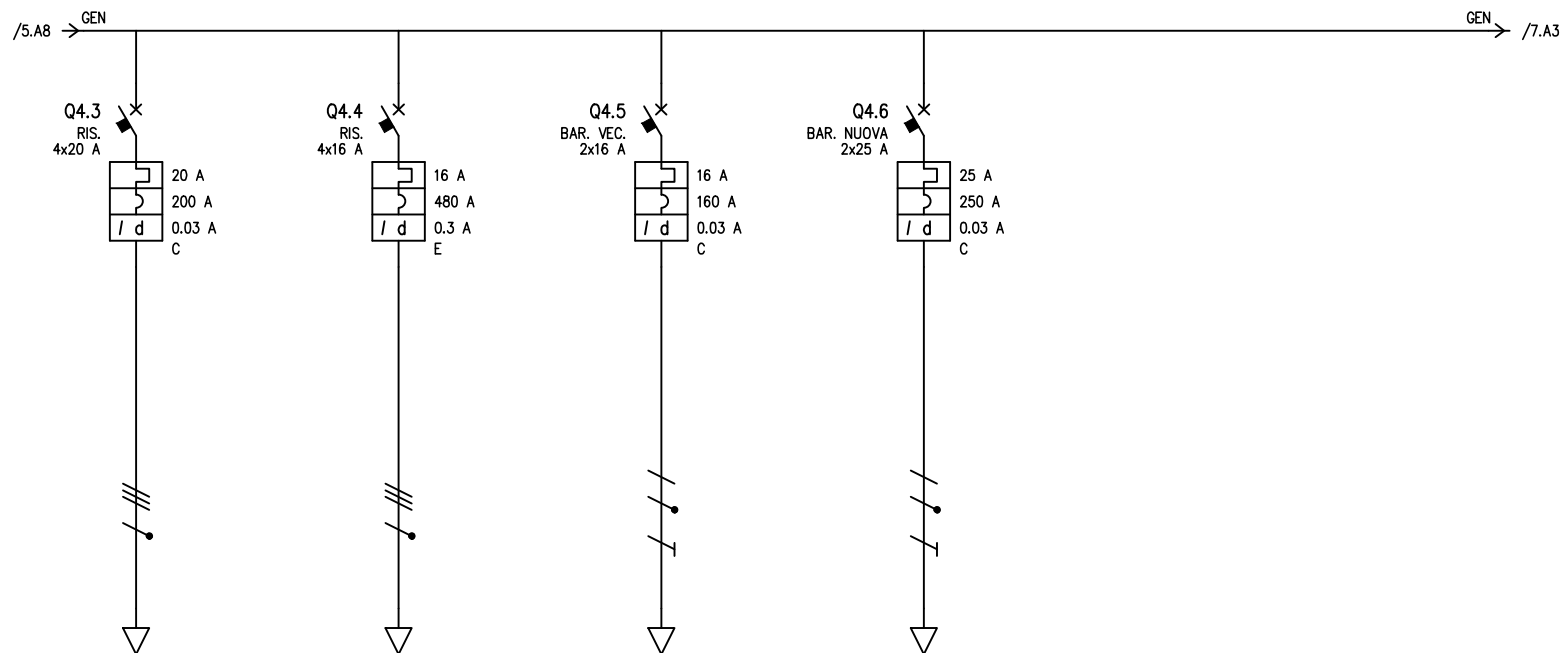 /5.A8
GEN
GEN
/7.A3
Q4.3
RIS.
4x20 A
20 A
200 A
I d
0.03 A
C
Q4.4
RIS.
4x16 A
16 A
480 A
I d
0.3 A
E
Q4.5
BAR. VEC.
2x16 A
16 A
160 A
I d
0.03 A
C
Q4.6
BAR. NUOVA
2x25 A
25 A
250 A
I d
0.03 A
C